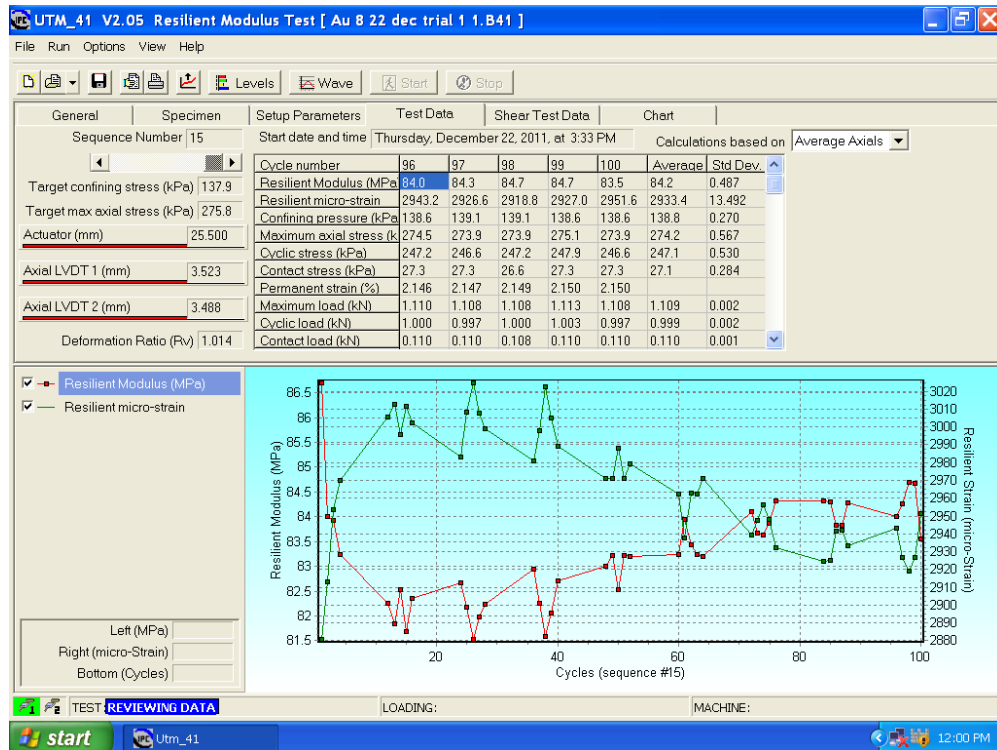 UTM_41 V2.05 Resilient Modulus Test [ Au 8 22 dec trial 1 1.B41 ]
File Run Options View Help
Levels Wave Start Stop
General Specimen Setup Parameters Test Data Shear Test Data Chart
Sequence Number 15 Start date and time Thursday, December 22, 2011, at 3:33 PM Calculations based on Average Axials
Cycle number 96 97 98 99 100 Average Std Dev.
Target confining stress (kPa) 137.9
Target max axial stress (kPa) 275.8
Actuator (mm) 25.500
Axial LVDT 1 (mm) 3.523
Axial LVDT 2 (mm) 3.488
Deformation Ratio (Rv) 1.014
Resilient Modulus (MPa 84.0 84.3 84.7 84.7 83.5 84.2 0.487
Resilient micro-strain 2943.2 2926.6 2918.8 2927.0 2951.6 2933.4 13.492
Confining pressure (kPa 138.6 139.1 139.1 138.6 138.6 138.8 0.270
Maximum axial stress (k 274.5 273.9 273.9 275.1 273.9 274.2 0.567
Cyclic stress (kPa) 247.2 246.6 247.2 247.9 246.6 247.1 0.530
Contact stress (kPa) 27.3 27.3 26.6 27.3 27.3 27.1 0.284
Permanent strain (%) 2.146 2.147 2.149 2.150 2.150
Maximum load (kN) 1.110 1.108 1.108 1.113 1.108 1.109 0.002
Cyclic load (kN) 1.000 0.997 1.000 1.003 0.997 0.999 0.002
Contact load (kN) 0.110 0.110 0.108 0.110 0.110 0.110 0.001
Resilient Modulus (MPa)
Resilient micro-strain
Left (MPa)
Right (micro-Strain)
Bottom (Cycles)
Resilient Modulus (MPa)
86.5
86
85.5
85
84.5
84
83.5
83
82.5
82
81.5
20 40 60 80 100
Cycles (sequence #15)
3020
3010
3000
2990
2980
2970
2960
2950
2940
2930
2920
2910
2900
2890
2880
Resilient Strain (micro-Strain)
1 2 TEST: REVIEWING DATA LOADING: MACHINE:
start IPC Utm_41 12:00 PM